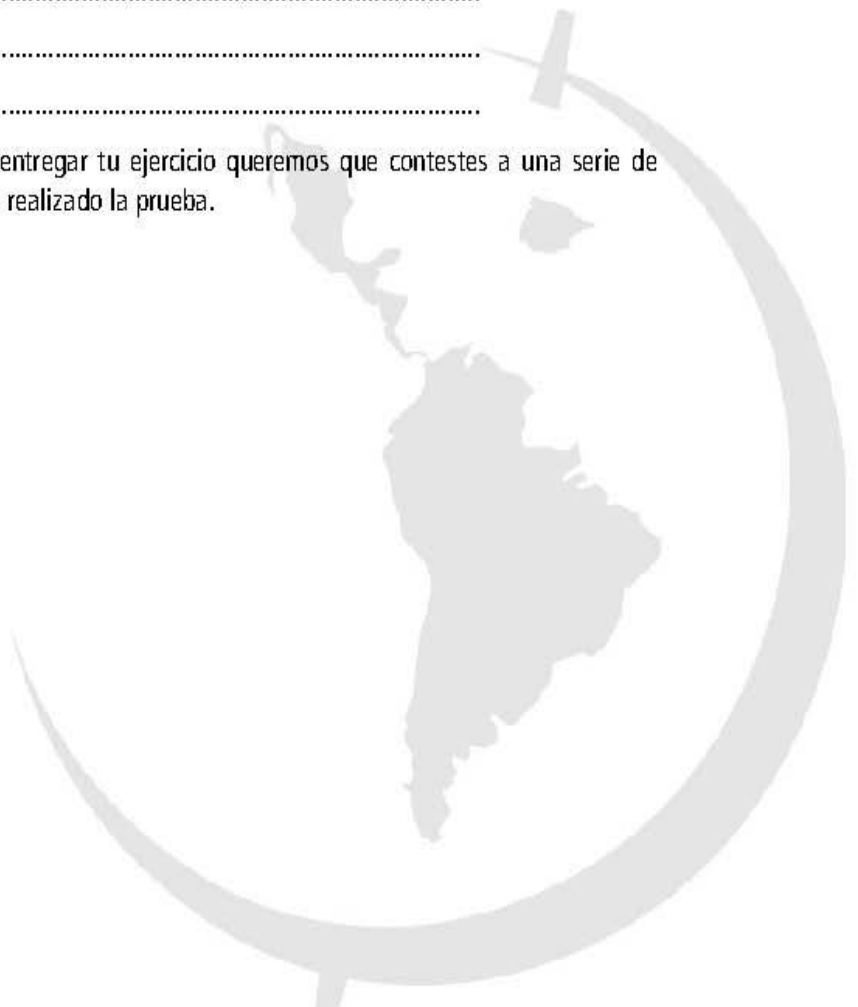 entregar tu ejercicio queremos que contestes a una serie de
realizado la prueba.